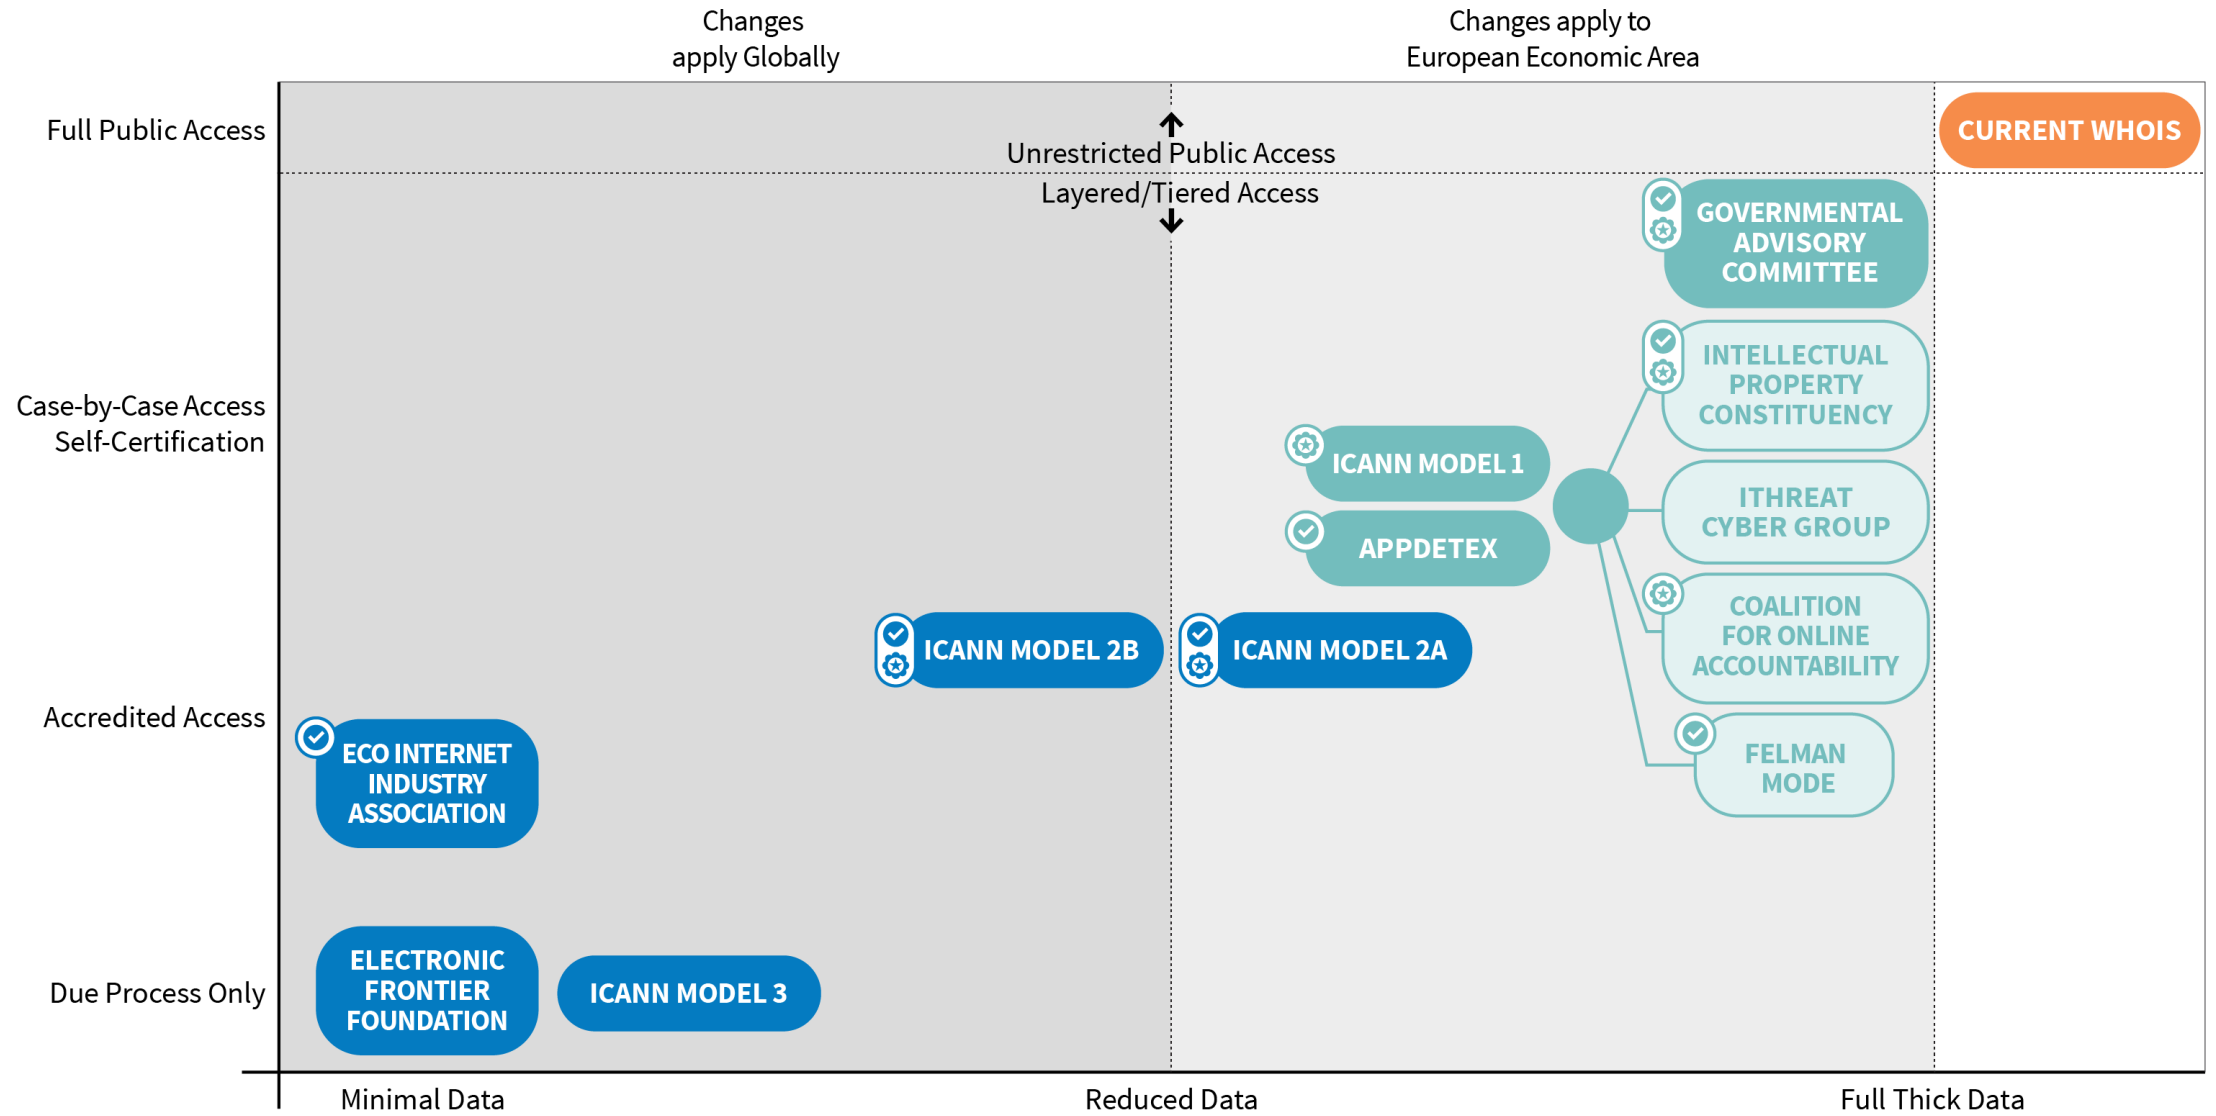 Changes
apply Globally
Changes apply to
European Economic Area
Full Public Access
CURRENT WHOIS
Unrestricted Public Access
Layered/Tiered Access
GOVERNMENTAL
ADVISORY
COMMITTEE
Case-by-Case Access
Self-Certification
INTELLECTUAL
PROPERTY
CONSTITUENCY
ICANN MODEL 1
ITHREAT
CYBER GROUP
APPDETEX
COALITION
FOR ONLINE
ACCOUNTABILITY
ICANN MODEL 2B
ICANN MODEL 2A
Accredited Access
ECO INTERNET
INDUSTRY
ASSOCIATION
FELMAN
MODE
Due Process Only
ELECTRONIC
FRONTIER
FOUNDATION
ICANN MODEL 3
Minimal Data
Reduced Data
Full Thick Data